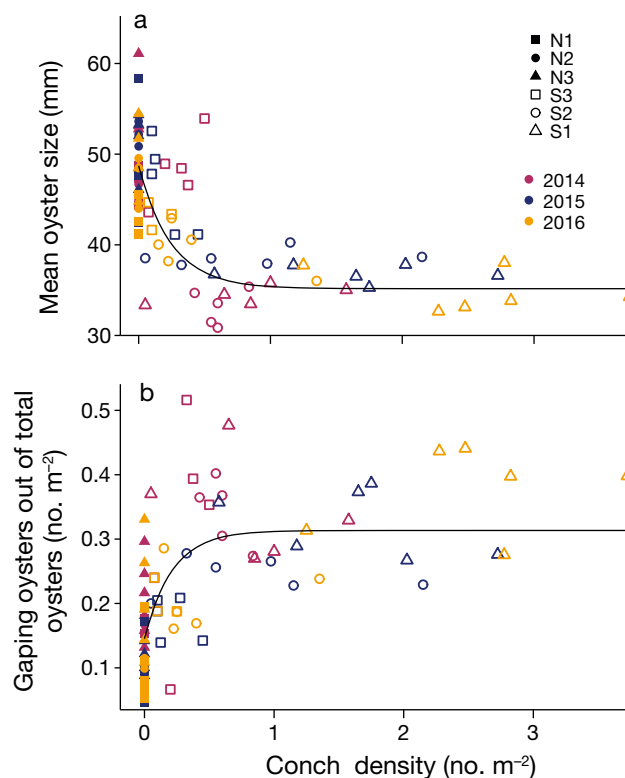 a
Mean oyster size (mm)
60
50
40
30
N1
N2
N3
S3
S2
S1
2014
2015
2016
b
Gaping oysters out of total
oysters (no. m⁻²)
0.5
0.4
0.3
0.2
0.1
0 1 2 3
Conch density (no. m⁻²)